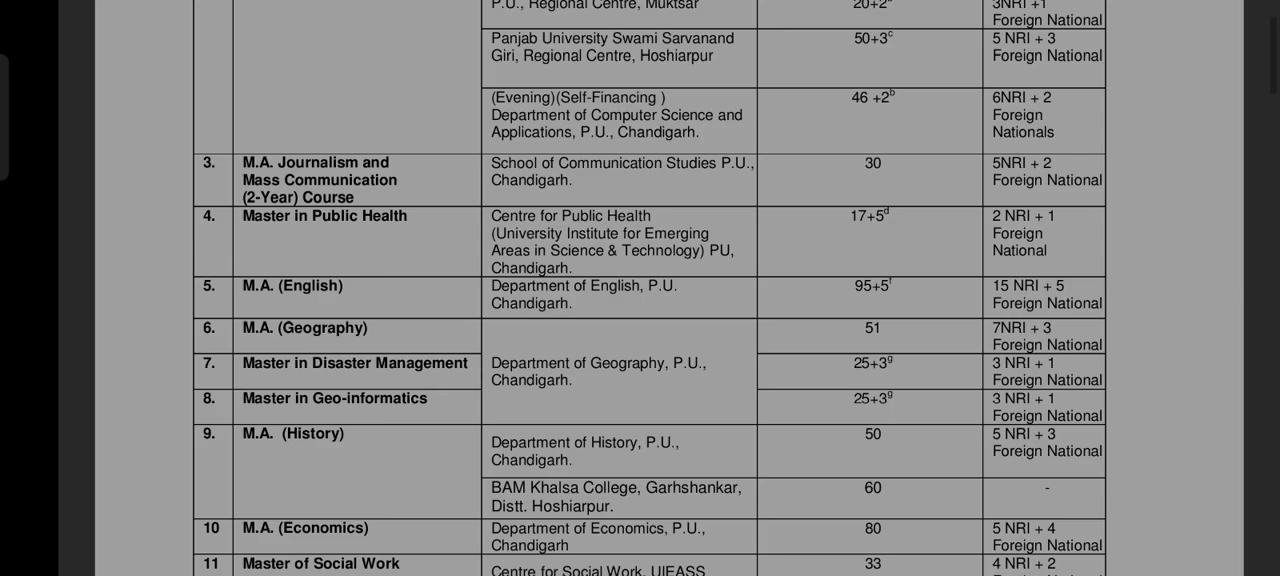 P.U., Regional Centre, Muktsar 20+2 3NRI +1
Foreign National
Panjab University Swami Sarvanand 50+3c 5 NRI + 3
Giri, Regional Centre, Hoshiarpur Foreign National
(Evening)(Self-Financing ) 46 +2b 6NRI + 2
Department of Computer Science and Foreign
Applications, P.U., Chandigarh. Nationals
3. M.A. Journalism and School of Communication Studies P.U., 30 5NRI + 2
Mass Communication Chandigarh. Foreign National
(2-Year) Course
4. Master in Public Health Centre for Public Health 17+5d 2 NRI + 1
(University Institute for Emerging Foreign
Areas in Science & Technology) PU, National
Chandigarh.
5. M.A. (English) Department of English, P.U. 95+5f 15 NRI + 5
Chandigarh. Foreign National
6. M.A. (Geography) 51 7NRI + 3
Foreign National
7. Master in Disaster Management Department of Geography, P.U., 25+3g 3 NRI + 1
Chandigarh. Foreign National
8. Master in Geo-informatics 25+3g 3 NRI + 1
Foreign National
9. M.A. (History) 50 5 NRI + 3
Department of History, P.U., Foreign National
Chandigarh.
BAM Khalsa College, Garhshankar, 60 -
Distt. Hoshiarpur.
10 M.A. (Economics) Department of Economics, P.U., 80 5 NRI + 4
Chandigarh Foreign National
11 Master of Social Work 33 4 NRI + 2
Centre for Social Work, UIEASS